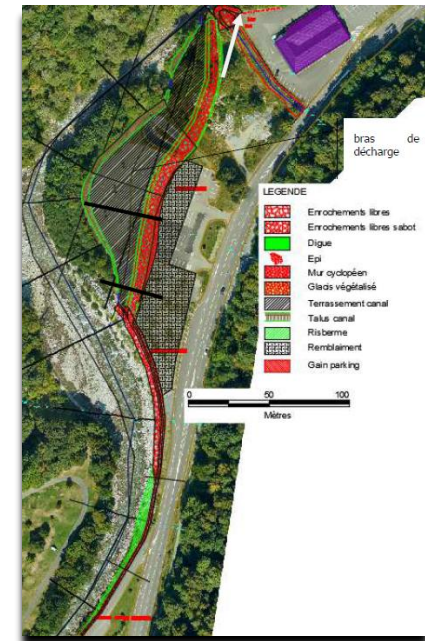 bras de
décharge
LEGENDE
Enrochements libres
Enrochements libres sabot
Digue
Epi
Mur cyclopéen
Glacis végétalisé
Terrassement canal
Talus canal
Risberme
Remblaiment
Gain parking
0 50 100
Mètres